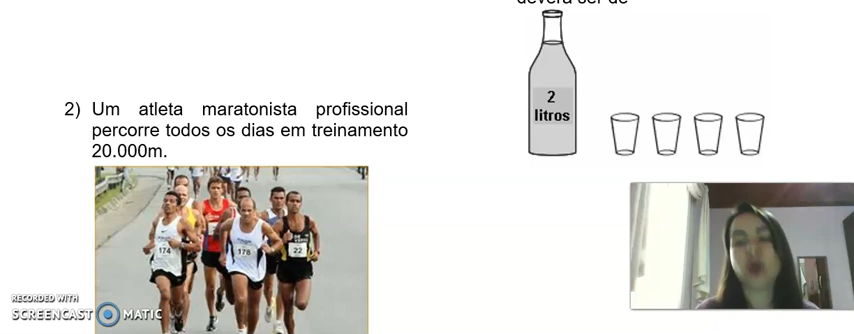 deverá ser de
2
litros
2) Um atleta maratonista profissional
percorre todos os dias em treinamento
20.000m.
174
178
22
RECORDED WITH
SCREENCAST MATIC